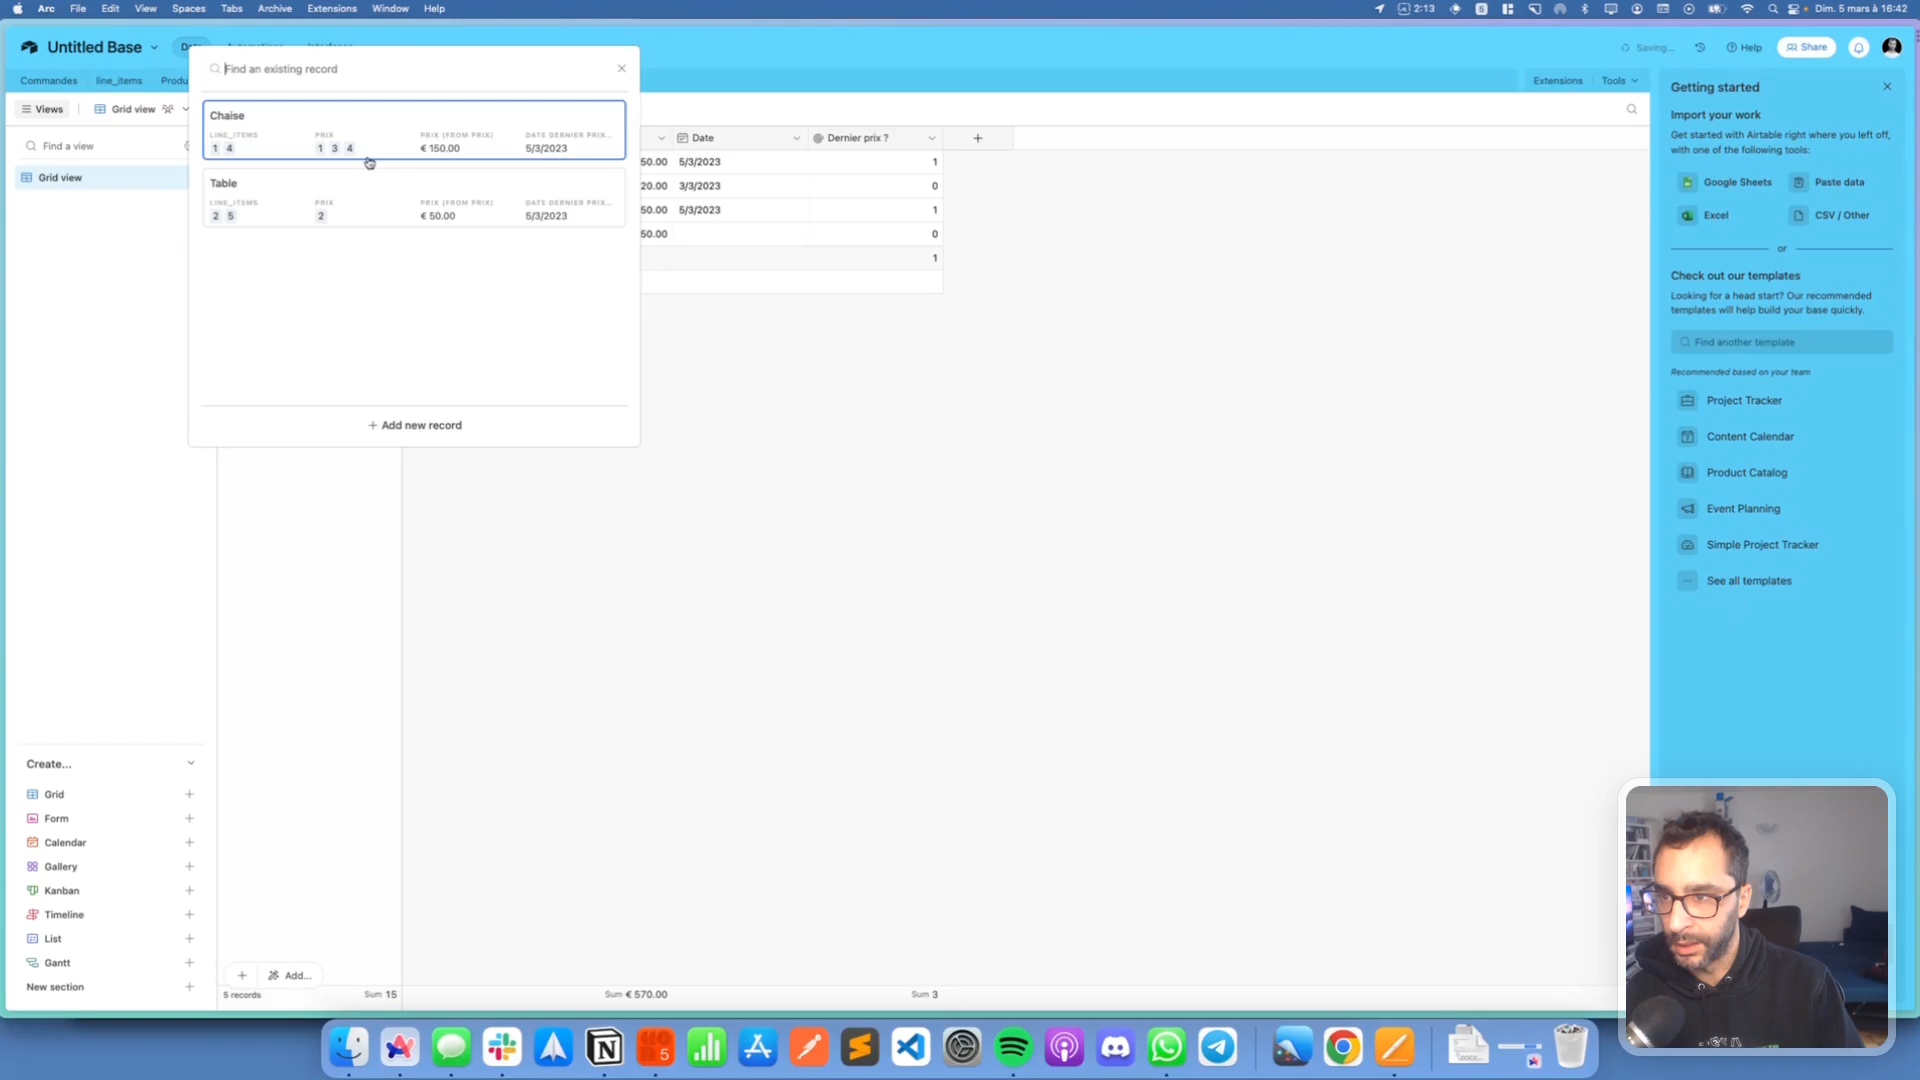 Arc File Edit View Spaces Tabs Archive Extensions Window Help
2:13 Dim. 5 mars à 16:42
Untitled Base
Saving... Help Share
Commandes line_items
Extensions Tools
Views Grid view
Find a view
Grid view
Find an existing record
Chaise
LINE_ITEMS PRIX PRIX (FROM PRIX) DATE DERNIER PRIX...
1 4 1 3 4 € 150.00 5/3/2023
Table
LINE_ITEMS PRIX PRIX (FROM PRIX) DATE DERNIER PRIX...
2 5 2 € 50.00 5/3/2023
+ Add new record
Date Dernier prix ? +
50.00 5/3/2023 1
20.00 3/3/2023 0
50.00 5/3/2023 1
50.00 0
1
Getting started
Import your work
Get started with Airtable right where you left off,
with one of the following tools:
Google Sheets Paste data
Excel CSV / Other
or
Check out our templates
Looking for a head start? Our recommended
templates will help build your base quickly.
Find another template
Recommended based on your team
Project Tracker
Content Calendar
Product Catalog
Event Planning
Simple Project Tracker
See all templates
Create...
Grid
Form
Calendar
Gallery
Kanban
Timeline
List
Gantt
New section
+ Add...
5 records Sum 15 Sum € 570.00 Sum 3